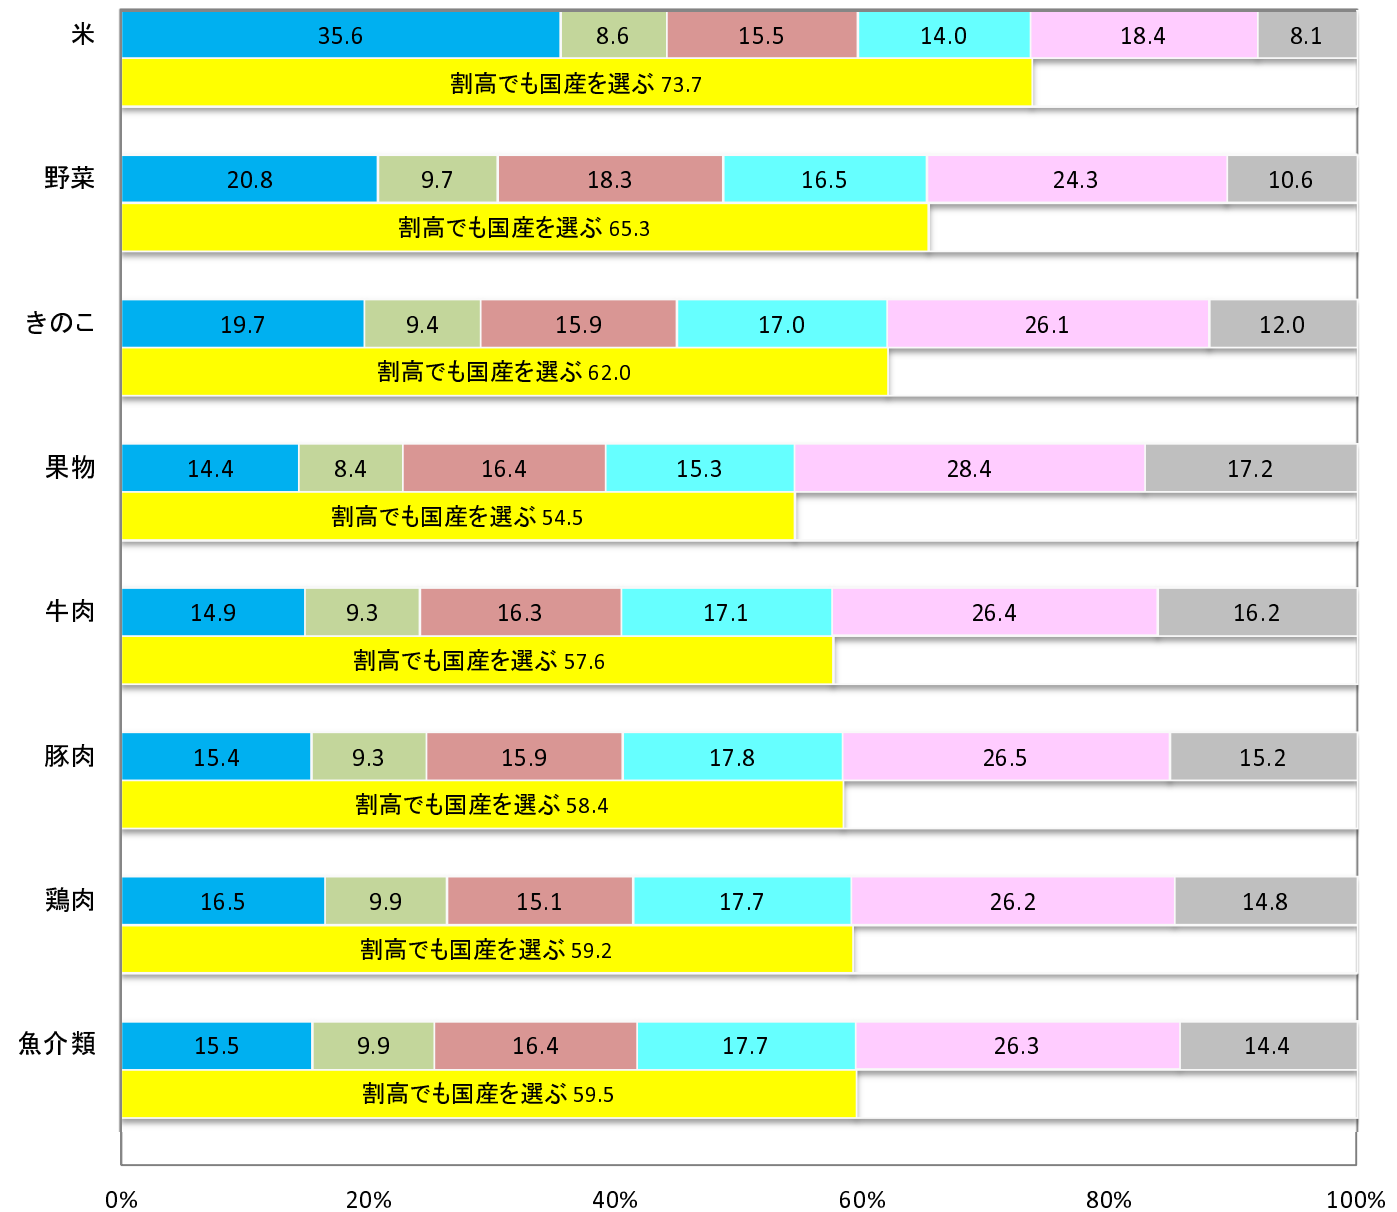 米 35.6 8.6 15.5 14.0 18.4 8.1
割高でも国産を選ぶ 73.7
野菜 20.8 9.7 18.3 16.5 24.3 10.6
割高でも国産を選ぶ 65.3
きのこ 19.7 9.4 15.9 17.0 26.1 12.0
割高でも国産を選ぶ 62.0
果物 14.4 8.4 16.4 15.3 28.4 17.2
割高でも国産を選ぶ 54.5
牛肉 14.9 9.3 16.3 17.1 26.4 16.2
割高でも国産を選ぶ 57.6
豚肉 15.4 9.3 15.9 17.8 26.5 15.2
割高でも国産を選ぶ 58.4
鶏肉 16.5 9.9 15.1 17.7 26.2 14.8
割高でも国産を選ぶ 59.2
魚介類 15.5 9.9 16.4 17.7 26.3 14.4
割高でも国産を選ぶ 59.5
0% 20% 40% 60% 80% 100%